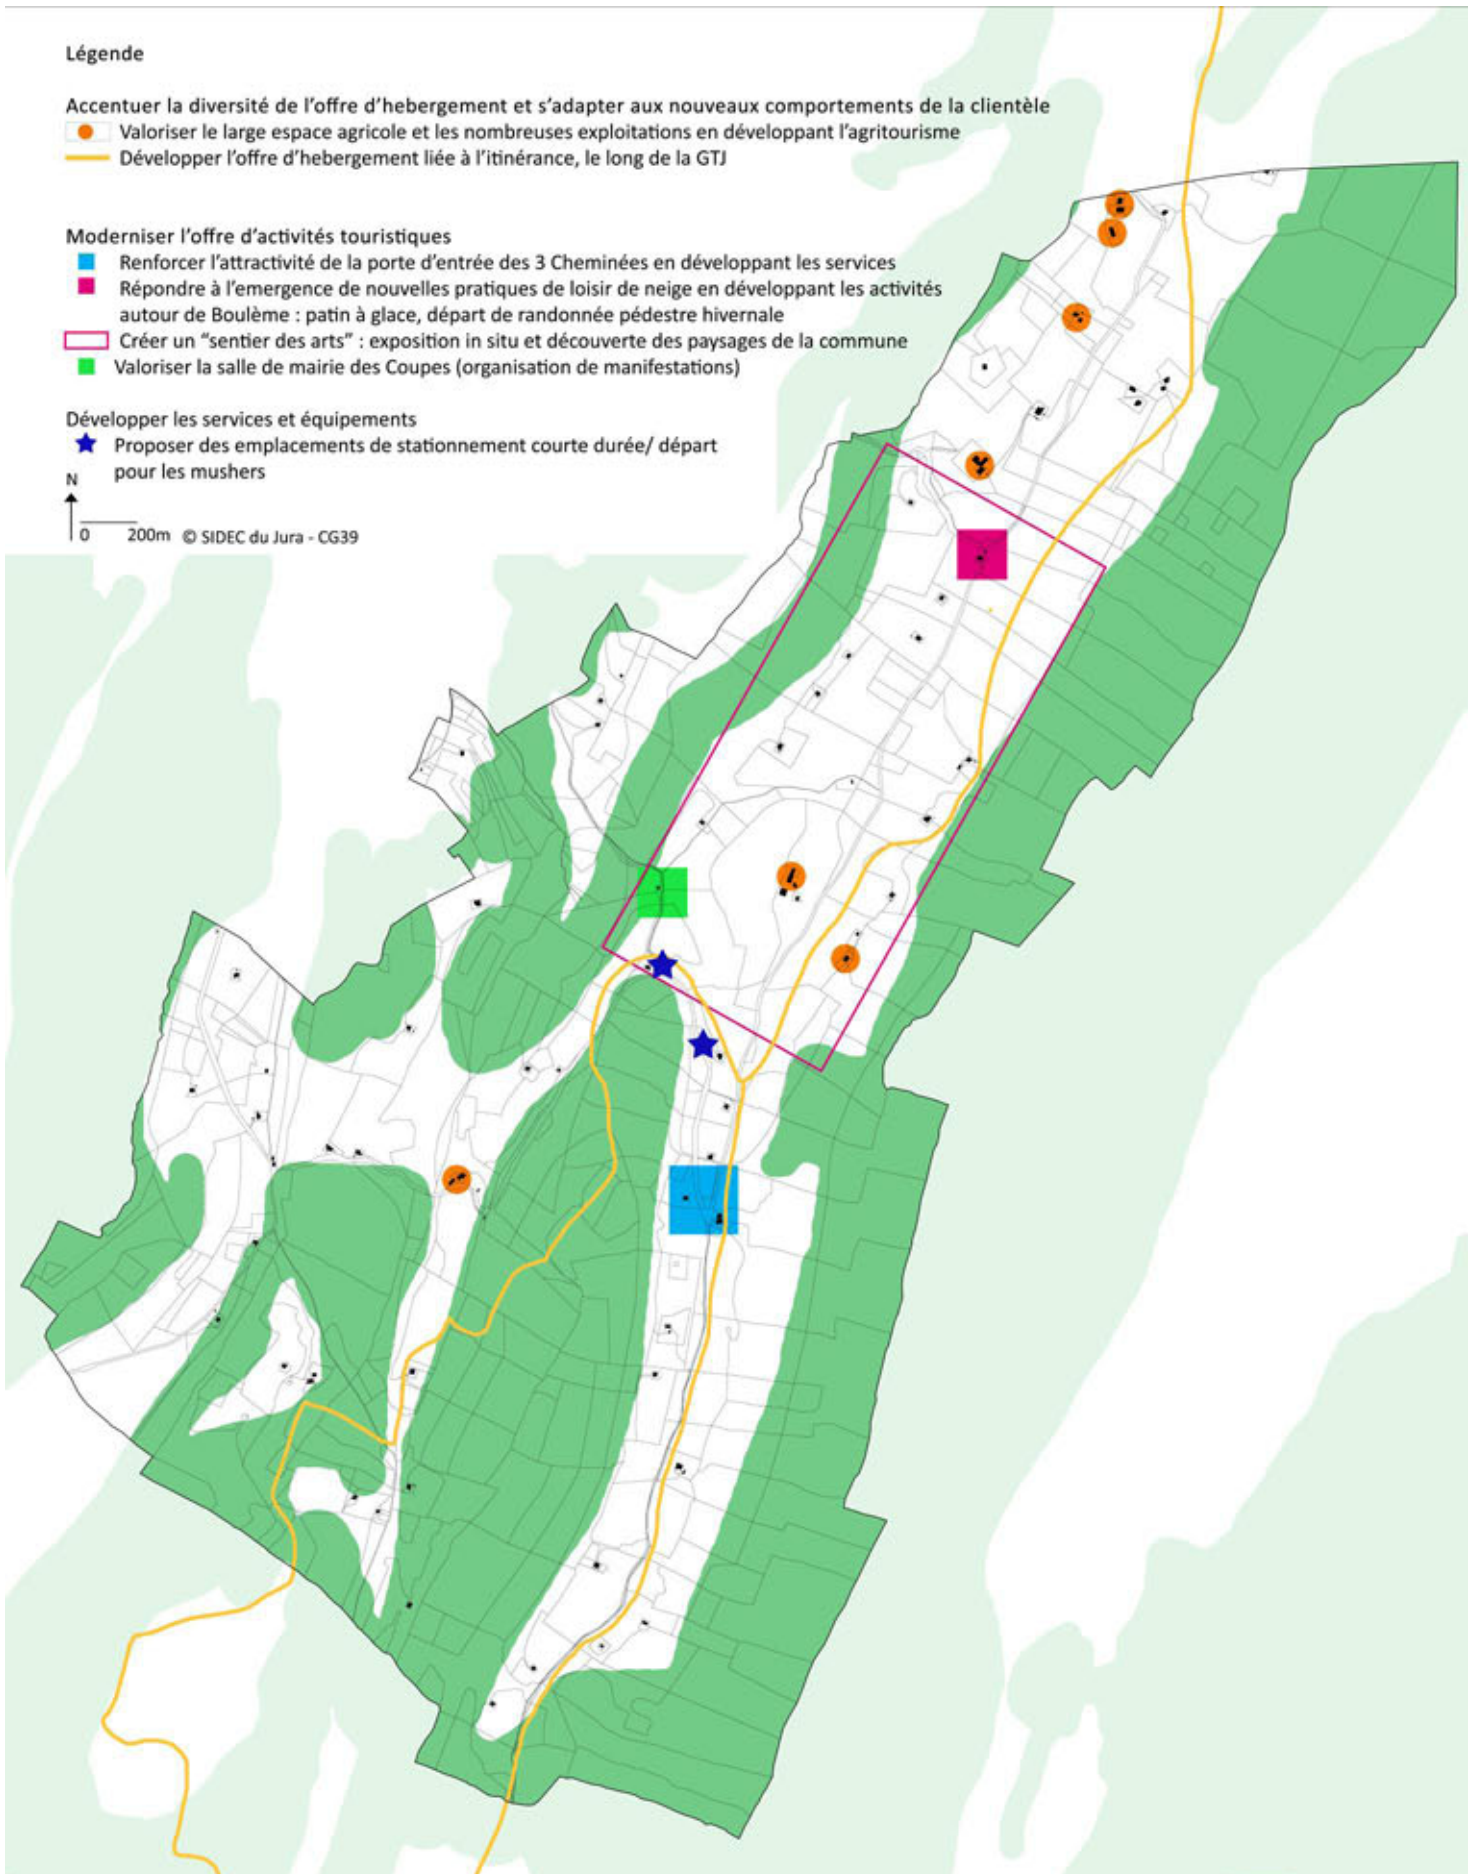 Légende
Accentuer la diversité de l'offre d'hebergement et s'adapter aux nouveaux comportements de la clientèle
Valoriser le large espace agricole et les nombreuses exploitations en développant l'agritourisme
Développer l'offre d'hebergement liée à l'itinérance, le long de la GTJ
Moderniser l'offre d'activités touristiques
Renforcer l'attractivité de la porte d'entrée des 3 Cheminées en développant les services
Répondre à l'emergence de nouvelles pratiques de loisir de neige en développant les activités
autour de Boulème : patin à glace, départ de randonnée pédestre hivernale
Créer un "sentier des arts" : exposition in situ et découverte des paysages de la commune
Valoriser la salle de mairie des Coupes (organisation de manifestations)
Développer les services et équipements
Proposer des emplacements de stationnement courte durée/ départ
pour les mushers
N
0 200m © SIDEC du Jura - CG39